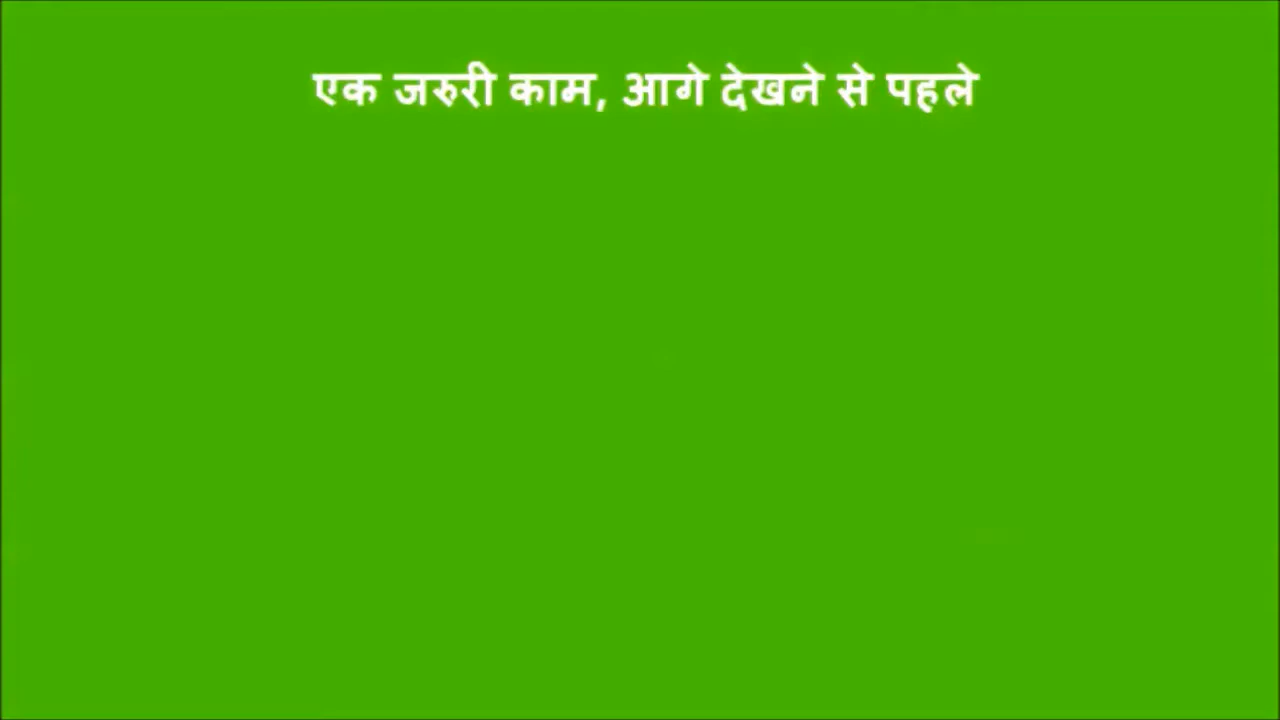 एक जरुरी काम, आगे देखने से पहले